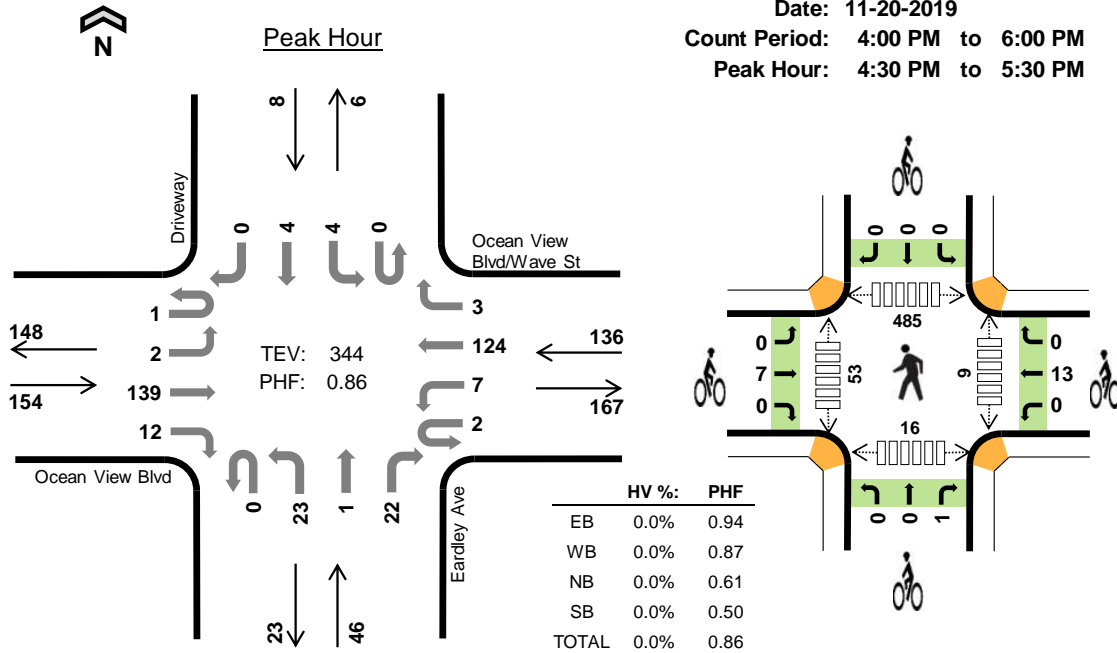 N
Peak Hour
Date: 11-20-2019
Count Period: 4:00 PM to 6:00 PM
Peak Hour: 4:30 PM to 5:30 PM
8
6
Driveway
0
4
4
0
Ocean View
Blvd/Wave St
1
2
139
12
148
154
TEV: 344
PHF: 0.86
3
124
7
2
136
167
Ocean View Blvd
0
23
1
22
Eardley Ave
23
46
HV %: PHF
EB 0.0% 0.94
WB 0.0% 0.87
NB 0.0% 0.61
SB 0.0% 0.50
TOTAL 0.0% 0.86
0
0
0
485
0
7
0
53
9
0
13
0
16
0
0
1